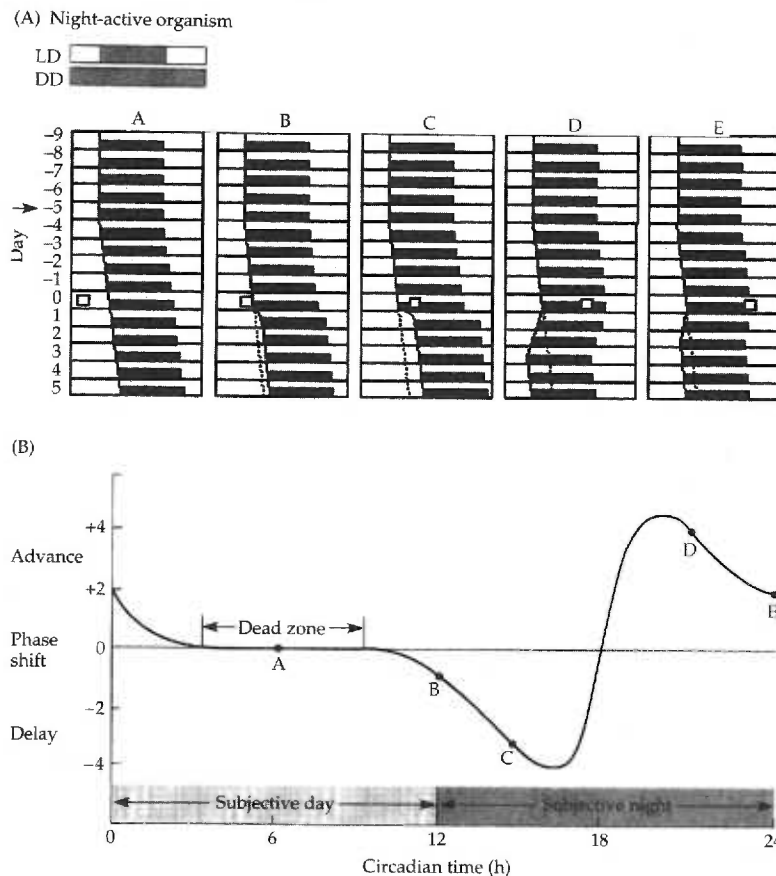 (A) Night-active organism
LD
DD
A B C D E
Day
−9
−8
−7
−6
−5
−4
−3
−2
−1
0
1
2
3
4
5
(B)
Advance
Phase
shift
Delay
+4
+2
0
−2
−4
Dead zone
A
B
C
D
E
Subjective day
Subjective night
0 6 12 18 24
Circadian time (h)